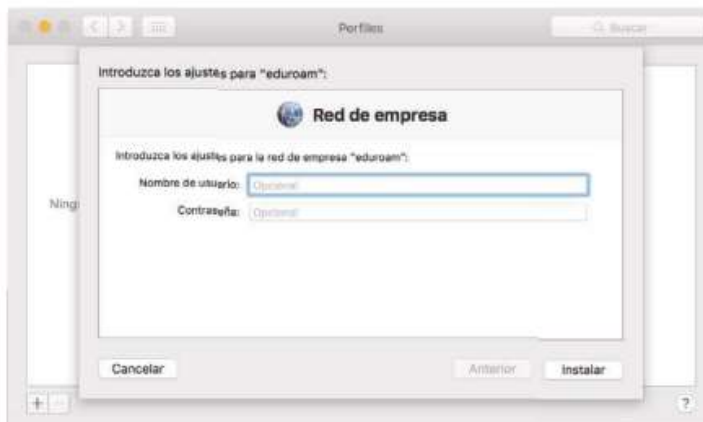 Perfiles
Buscar
Introduzca los ajustes para "eduroam":
Red de empresa
Introduzca los ajustes para la red de empresa "eduroam":
Nombre de usuario: Opcional
Contraseña: Opcional
Ning
Cancelar
Anterior
Instalar
+
?